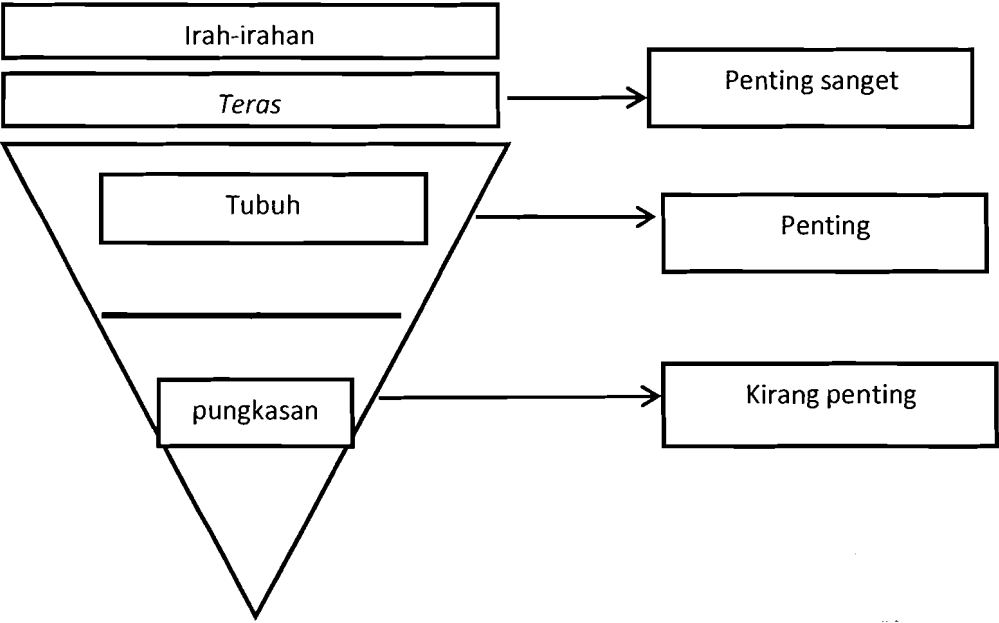 Irah-irahan
Teras
Penting sanget
Tubuh
Penting
pungkasan
Kirang penting